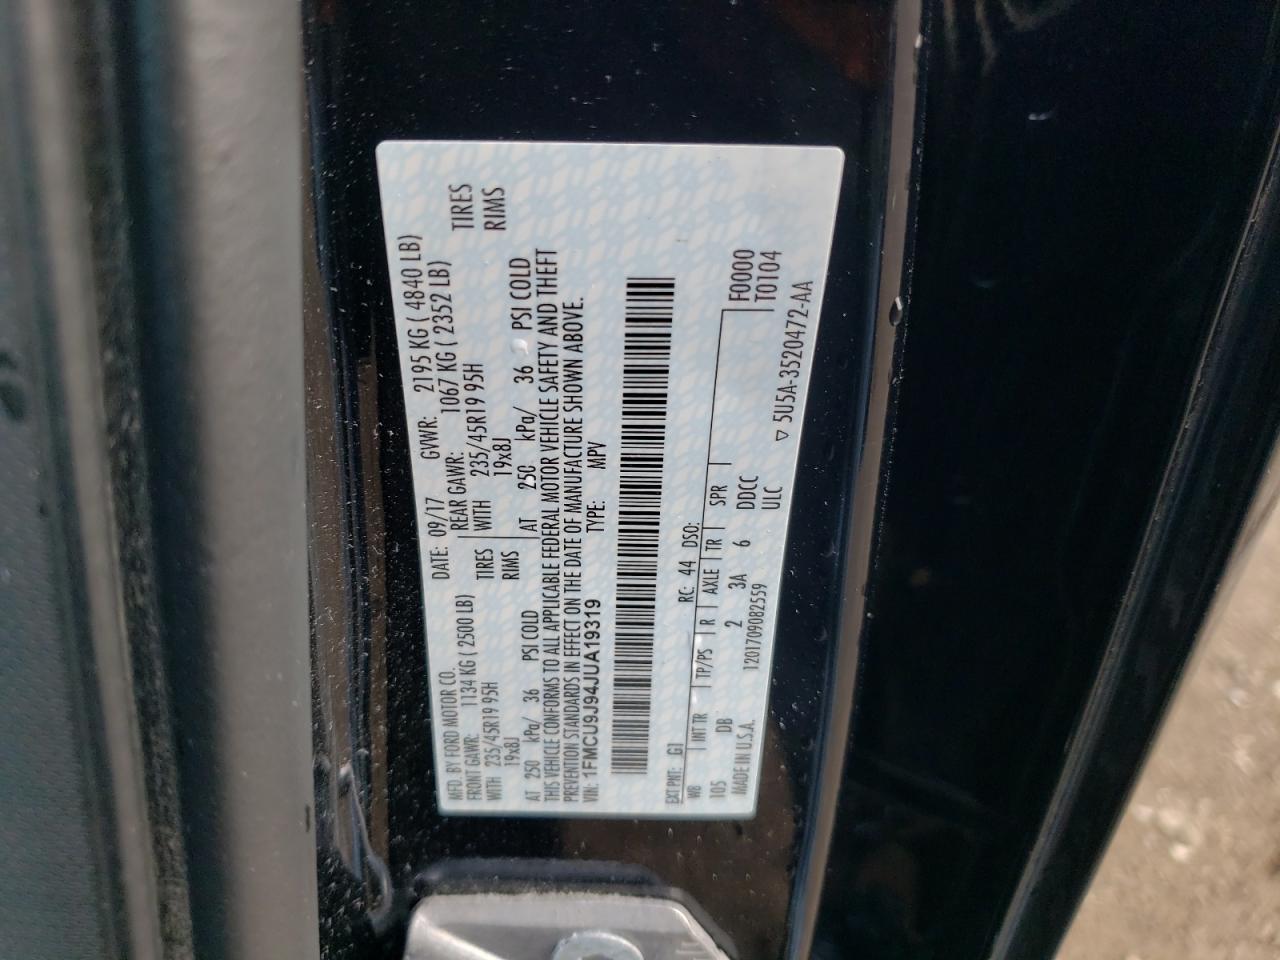 MFD. BY FORD MOTOR CO.
DATE: 09/17 GVWR: 2195 KG ( 4840 LB)
FRONT GAWR: 1134 KG ( 2500 LB) REAR GAWR: 1067 KG ( 2352 LB)
WITH 235/45R19 95H TIRES WITH 235/45R19 95H TIRES
19x8J RIMS 19x8J RIMS
AT 250 kPa/ 36 PSI COLD AT 250 kPa/ 36 PSI COLD
THIS VEHICLE CONFORMS TO ALL APPLICABLE FEDERAL MOTOR VEHICLE SAFETY AND THEFT
PREVENTION STANDARDS IN EFFECT ON THE DATE OF MANUFACTURE SHOWN ABOVE.
VIN: 1FMCU9J94JUA19319 TYPE: MPV
EXT PNT: G1 RC: 44 DSO:
WB INT TR TP/PS R AXLE TR SPR F0000
105 DB 2 3A 6 DDCC T0104
MADE IN U.S.A. 1201709082559 ULC
▽ 5U5A-3520472-AA